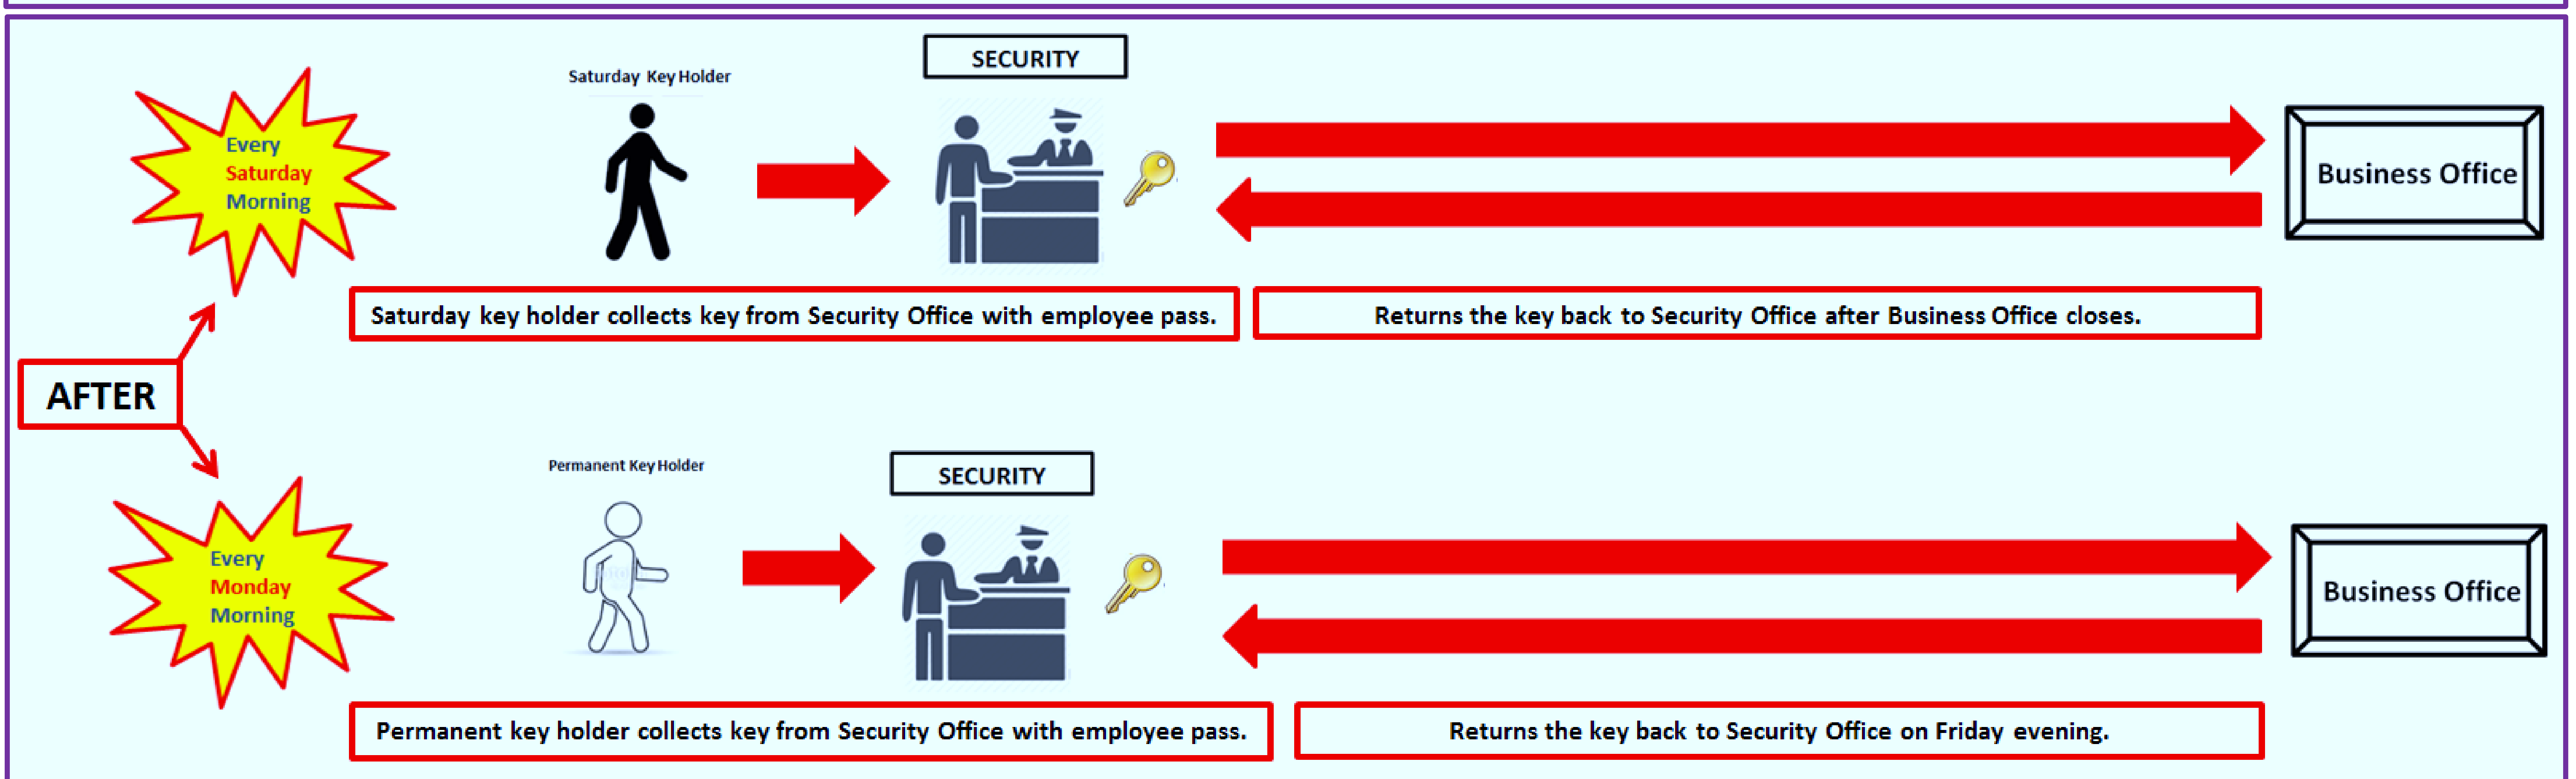 Saturday Key Holder
SECURITY
Every
Saturday
Morning
Business Office
Saturday key holder collects key from Security Office with employee pass.
Returns the key back to Security Office after Business Office closes.
AFTER
Permanent Key Holder
SECURITY
Every
Monday
Morning
Business Office
Permanent key holder collects key from Security Office with employee pass.
Returns the key back to Security Office on Friday evening.